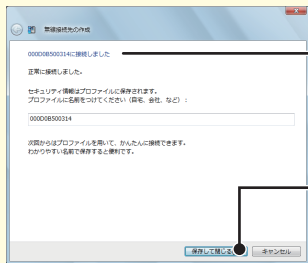 無線接続先の作成
000D0B500314に接続しました
正常に接続しました。
セキュリティ情報はプロファイルに保存されます。
プロファイルに名前をつけてください（自宅、会社、など）：
000D0B500314
次回からはプロファイルを用いて、かんたんに接続できます。
わかりやすい名前で保存すると便利です。
保存して閉じる
キャンセル